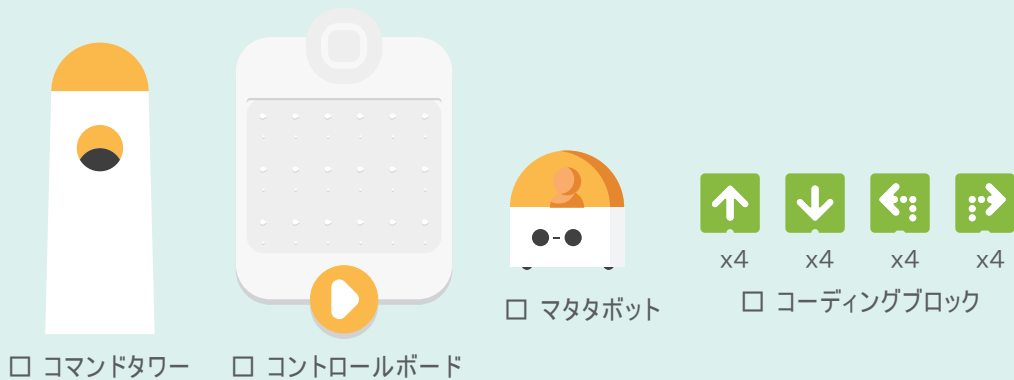 x4 x4 x4 x4
□ コマンドタワー
□ コントロールボード
□ マタタボット
□ コーディングブロック